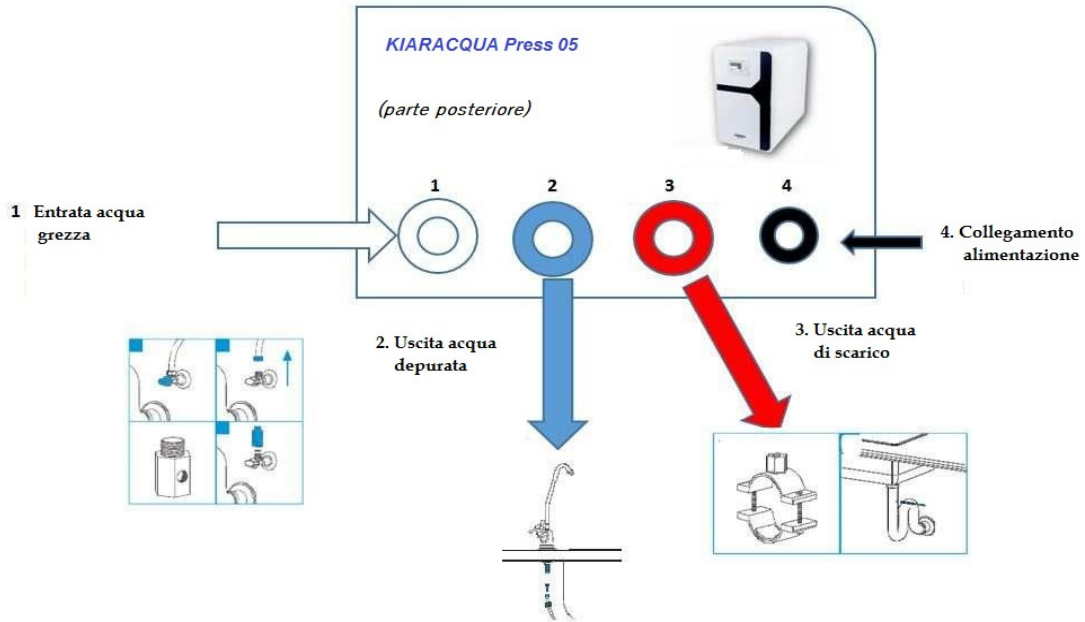 KIARACQUA Press 05
(parte posteriore)
1
2
3
4
1 Entrata acqua
grezza
4. Collegamento
alimentazione
2. Uscita acqua
depurata
3. Uscita acqua
di scarico